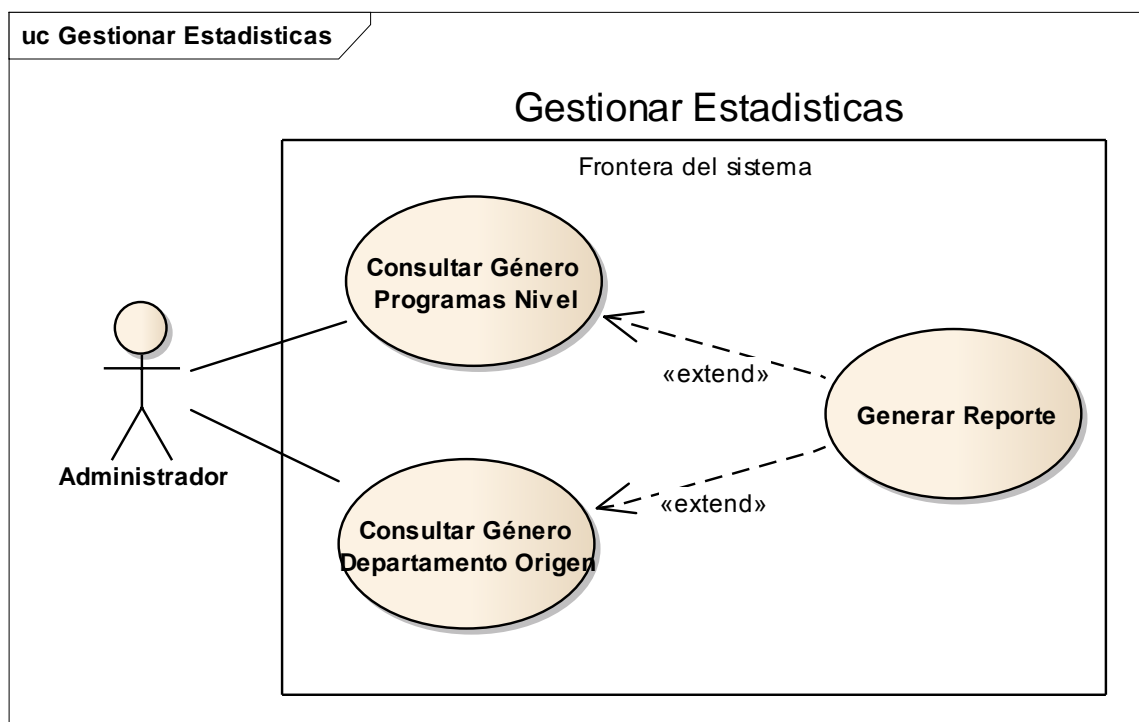 uc Gestionar Estadisticas
Gestionar Estadisticas
Frontera del sistema
Consultar Género
Programas Nivel
«extend»
Generar Reporte
Administrador
«extend»
Consultar Género
Departamento Origen